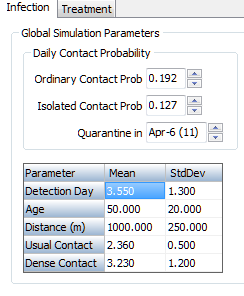 Infection Treatment
Global Simulation Parameters
Daily Contact Probability
Ordinary Contact Prob 0.192
Isolated Contact Prob 0.127
Quarantine in Apr-6 (11)
Parameter Mean StdDev
Detection Day 3.550 1.300
Age 50.000 20.000
Distance (m) 1000.000 250.000
Usual Contact 2.360 0.500
Dense Contact 3.230 1.200